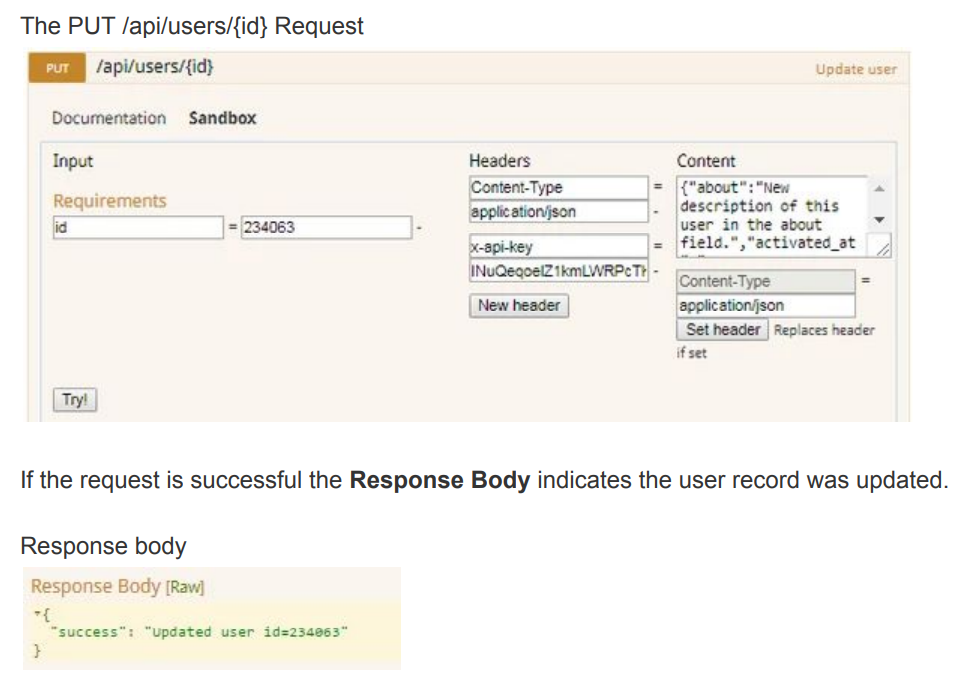 The PUT /api/users/{id} Request
PUT /api/users/{id} Update user
Documentation Sandbox
Input
Requirements
id = 234063 -
Headers
Content-Type =
application/json -
x-api-key =
INuQeqoelZ1kmLWRPcTH -
New header
Content
{"about":"New
description of this
user in the about
field.","activated_at
Content-Type =
application/json
Set header Replaces header
if set
Try!
If the request is successful the Response Body indicates the user record was updated.
Response body
Response Body [Raw]
{
"success": "Updated user id=234063"
}